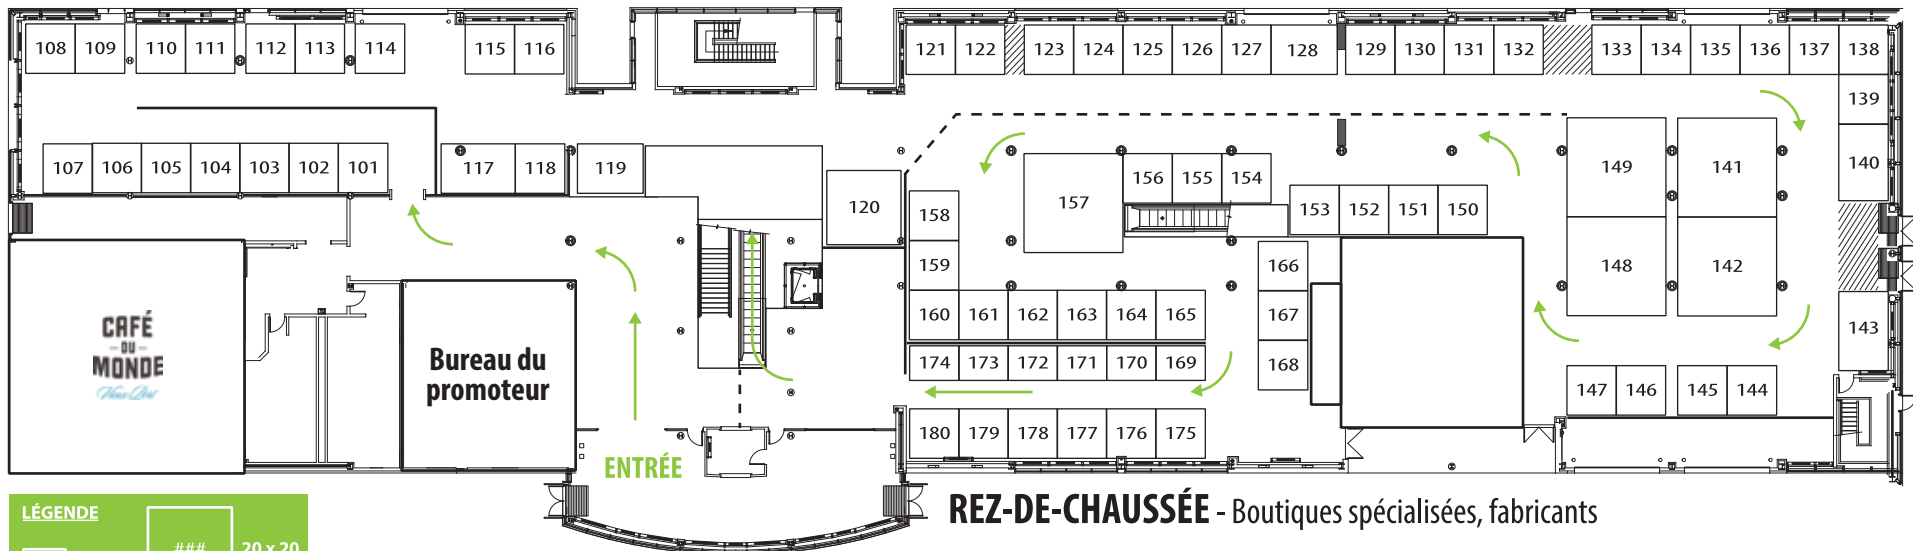 108 109 110 111 112 113 114 115 116 121 122 123 124 125 126 127 128 129 130 131 132 133 134 135 136 137 138
139
107 106 105 104 103 102 101 117 118 119 156 155 154 149 141 140
120 158 157 153 152 151 150
159 166 148 142
160 161 162 163 164 165 167 143
CAFÉ
DU
MONDE
Vieux-Port
Bureau du
promoteur
174 173 172 171 170 169 168
147 146 145 144
180 179 178 177 176 175
ENTRÉE
REZ-DE-CHAUSSÉE - Boutiques spécialisées, fabricants
LÉGENDE
### 20 x 20